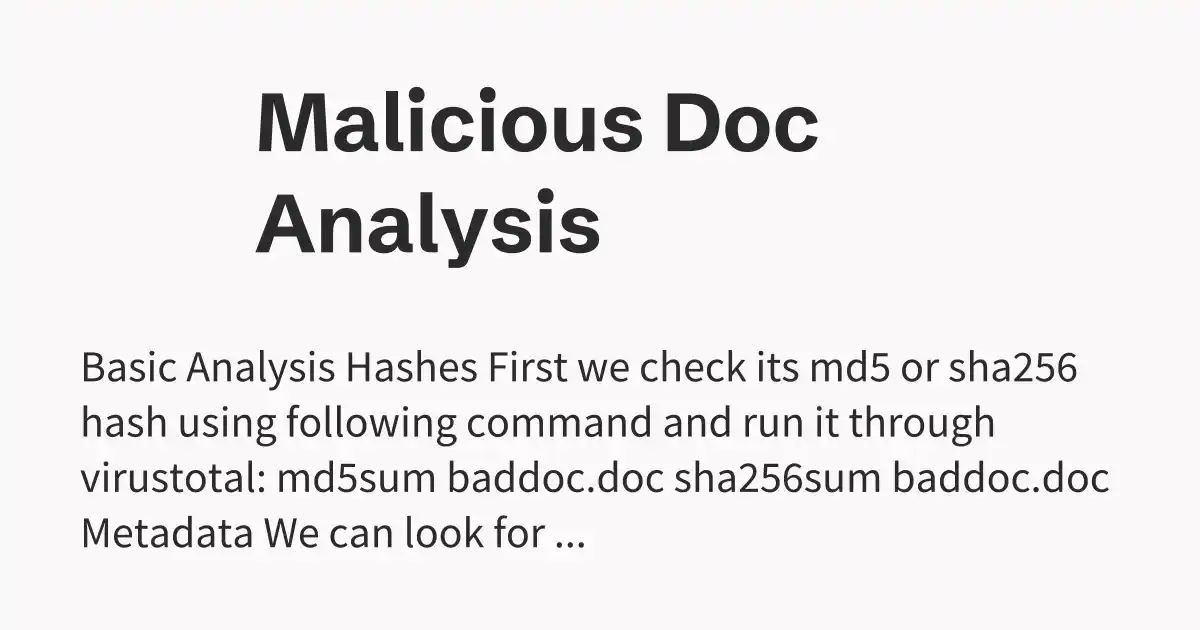 Malicious Doc
Analysis
Basic Analysis Hashes First we check its md5 or sha256
hash using following command and run it through
virustotal: md5sum baddoc.doc sha256sum baddoc.doc
Metadata We can look for ...